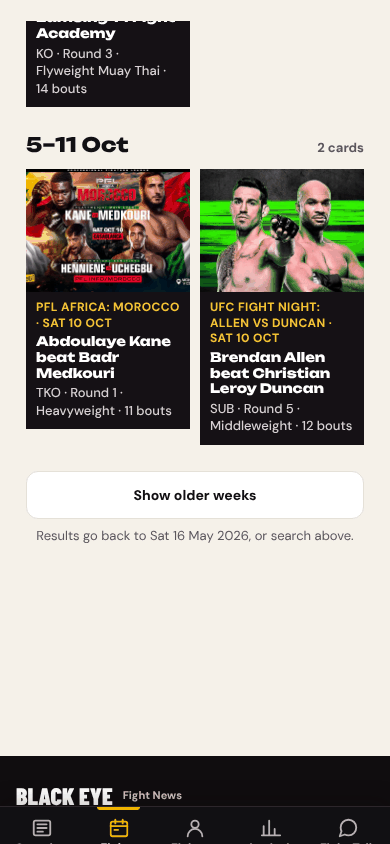 Academy
KO · Round 3 ·
Flyweight Muay Thai ·
14 bouts
5–11 Oct
2 cards
PFL
MOROCCO
KANE MEDKOURI
SAT OCT 10
HENNIENE UCHEGBU
PFL AFRICA: MOROCCO
· SAT 10 OCT
Abdoulaye Kane
beat Badr
Medkouri
TKO · Round 1 ·
Heavyweight · 11 bouts
UFC FIGHT NIGHT:
ALLEN VS DUNCAN ·
SAT 10 OCT
Brendan Allen
beat Christian
Leroy Duncan
SUB · Round 5 ·
Middleweight · 12 bouts
Show older weeks
Results go back to Sat 16 May 2026, or search above.
BLACK EYE
Fight News